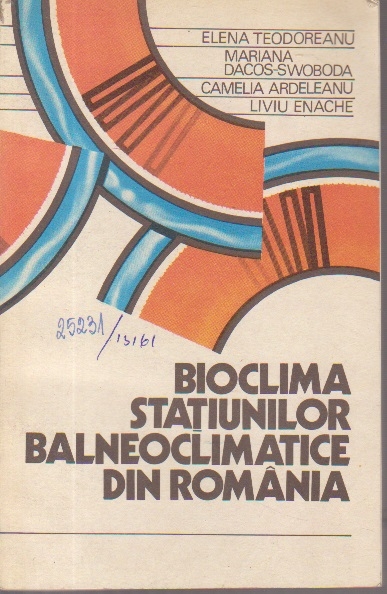 ELENA TEODOREANU
MARIANA
DACOS-SWOBODA
CAMELIA ARDELEANU
LIVIU ENACHE
25231/13161
BIOCLIMA
STAȚIUNILOR
BALNEOCLIMATICE
DIN ROMÂNIA